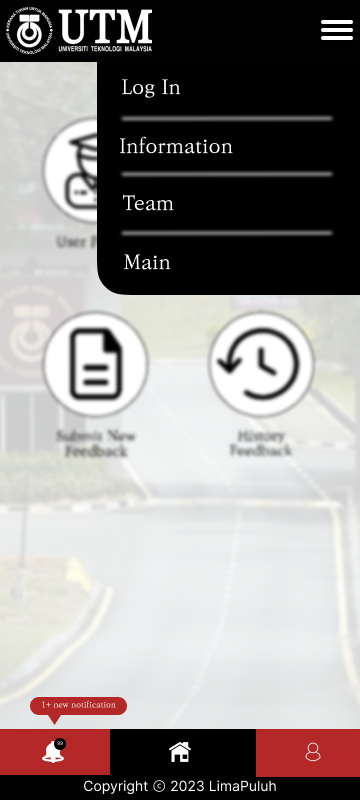 UTM
UNIVERSITI TEKNOLOGI MALAYSIA
Log In
Information
Team
Main
User
Submit New
Feedback
History
Feedback
1+ new notification
Copyright © 2023 LimaPuluh